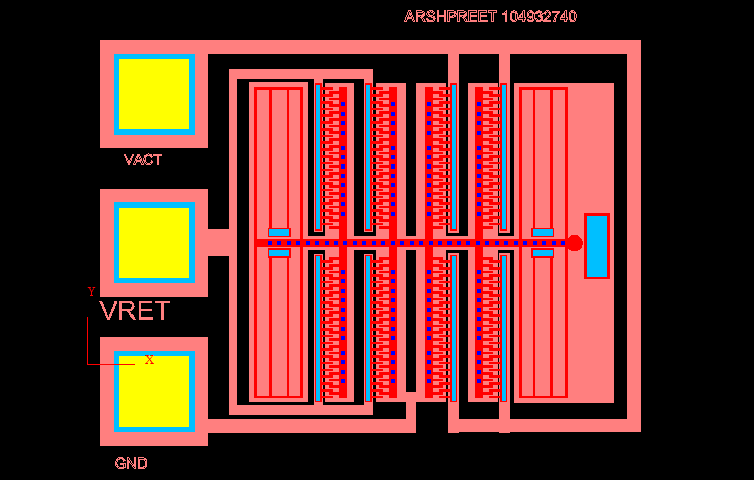 ARSHPREET 104932740
VACT
Y
VRET
X
GND